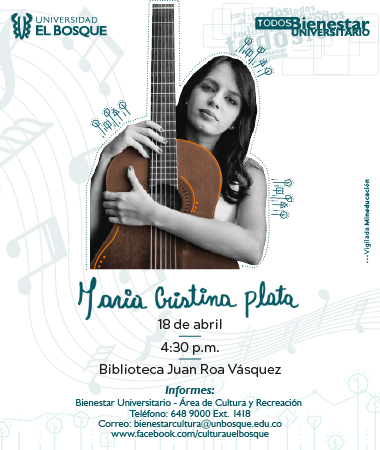 UNIVERSIDAD
EL BOSQUE
TODOS Bienestar
UNIVERSITARIO
Vigilada Mineducación
Maria Cristina Plata
18 de abril
4:30 p.m.
Biblioteca Juan Roa Vásquez
Informes:
Bienestar Universitario - Área de Cultura y Recreación
Teléfono: 648 9000 Ext. 1418
Correo: bienestarcultura@unbosque.edu.co
www.facebook.com/culturauelbosque